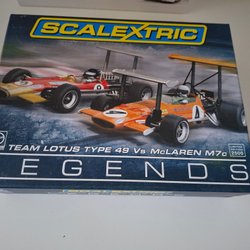 SCALEXTRIC
TEAM LOTUS TYPE 49 Vs McLAREN M7c
LEGENDS